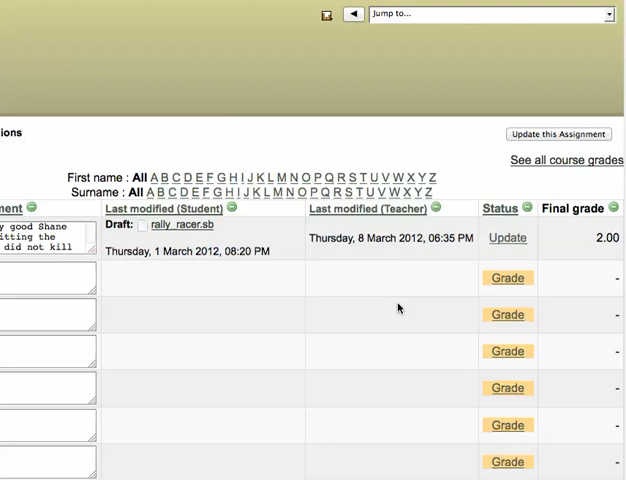 Jump to...
ions
Update this Assignment
See all course grades
First name : All A B C D E F G H I J K L M N O P Q R S T U V W X Y Z
Surname : All A B C D E F G H I J K L M N O P Q R S T U V W X Y Z
ment Last modified (Student) Last modified (Teacher) Status Final grade
y good Shane
itting the
did not kill
Draft: rally_racer.sb
Thursday, 1 March 2012, 08:20 PM
Thursday, 8 March 2012, 06:35 PM
Update
2.00
Grade -
Grade -
Grade -
Grade -
Grade -
Grade -